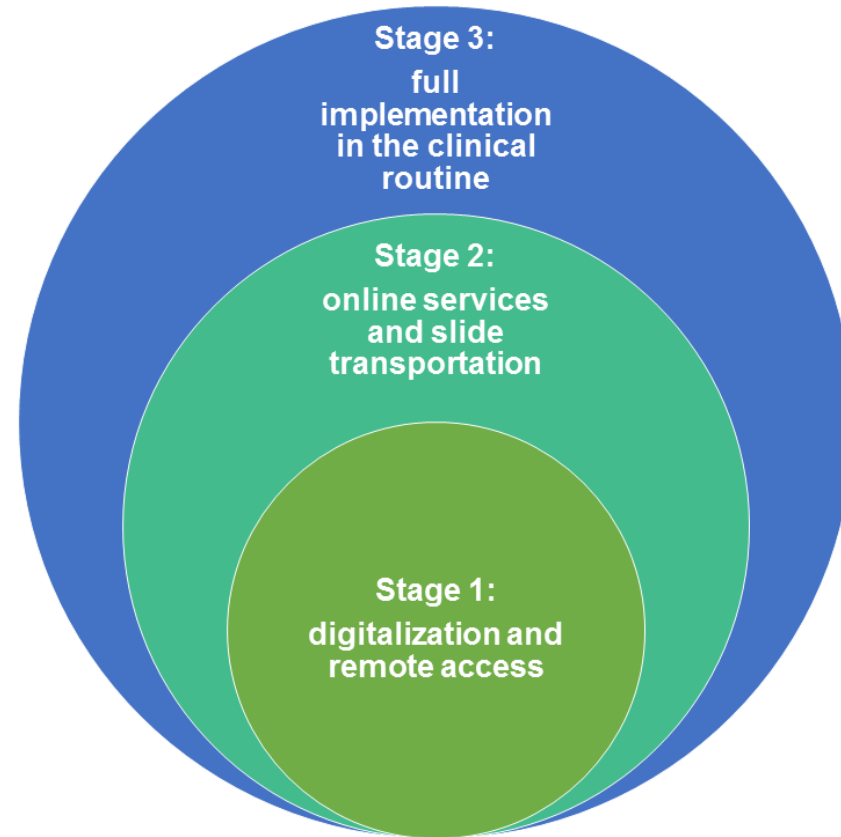 Stage 3:
full
implementation
in the clinical
routine
Stage 2:
online services
and slide
transportation
Stage 1:
digitalization and
remote access